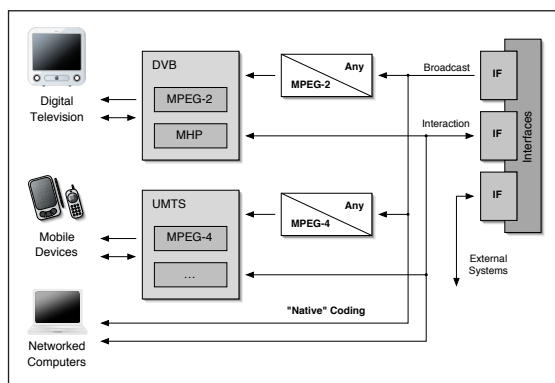 DVB
MPEG-2
MHP
Any
MPEG-2
Broadcast
IF
Interaction
IF
IF
Interfaces
Digital
Television
UMTS
MPEG-4
...
Any
MPEG-4
Mobile
Devices
External
Systems
"Native" Coding
Networked
Computers